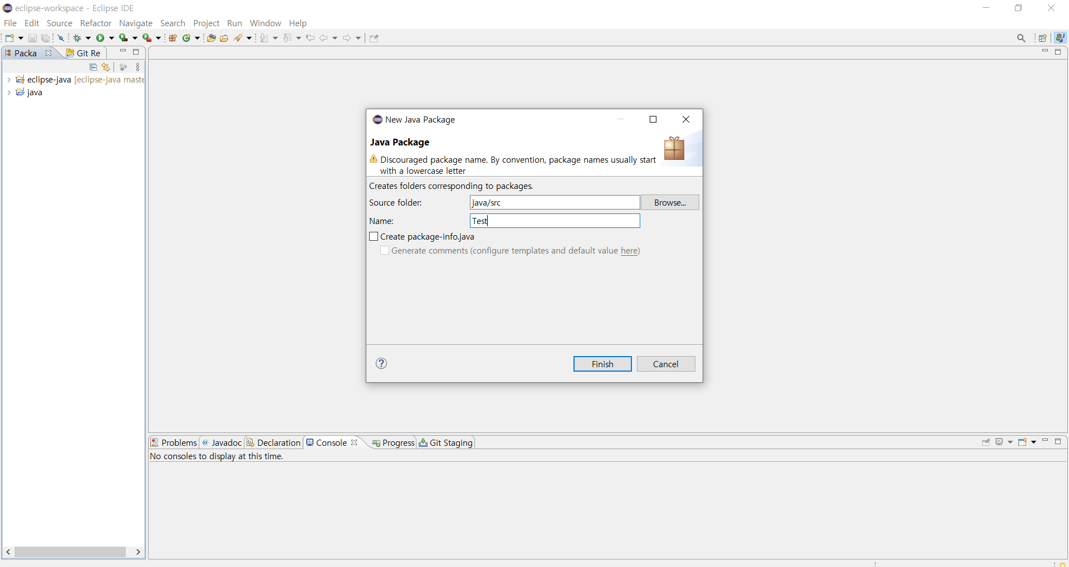 eclipse-workspace - Eclipse IDE
File Edit Source Refactor Navigate Search Project Run Window Help
Packa Git Re
eclipse-java [eclipse-java maste
java
New Java Package
Java Package
Discouraged package name. By convention, package names usually start
with a lowercase letter
Creates folders corresponding to packages.
Source folder: java/src Browse...
Name: Test
Create package-info.java
Generate comments (configure templates and default value here)
? Finish Cancel
Problems Javadoc Declaration Console Progress Git Staging
No consoles to display at this time.